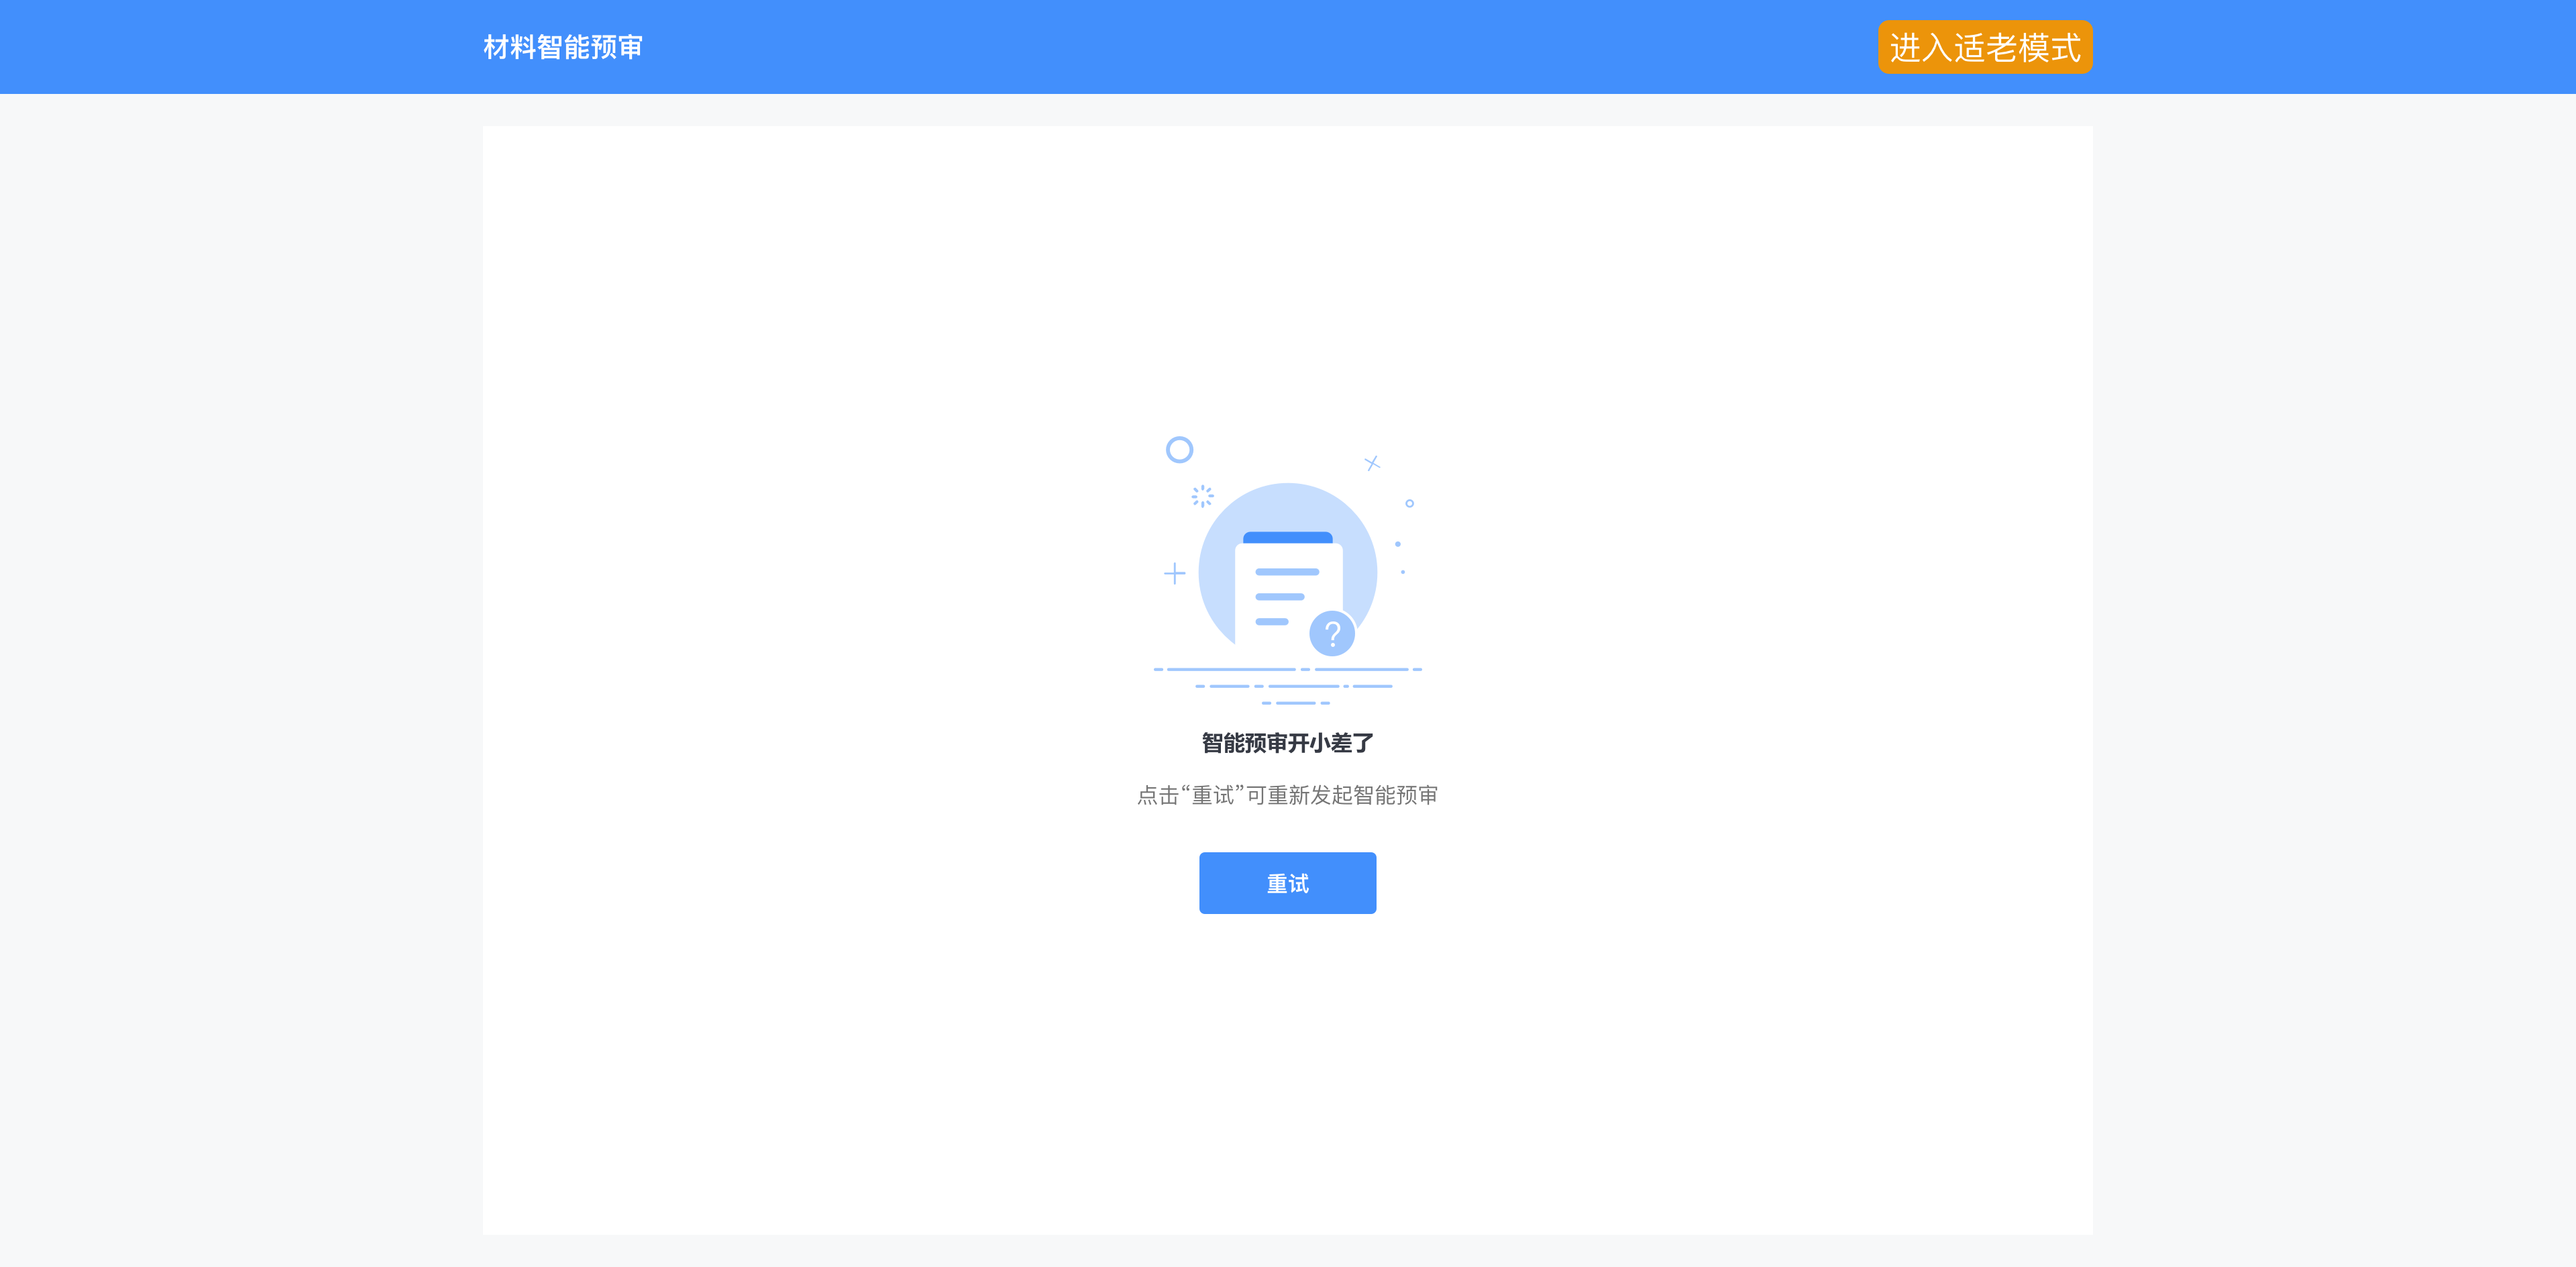 材料智能预审
进入适老模式
?
智能预审开小差了
点击“重试”可重新发起智能预审
重试